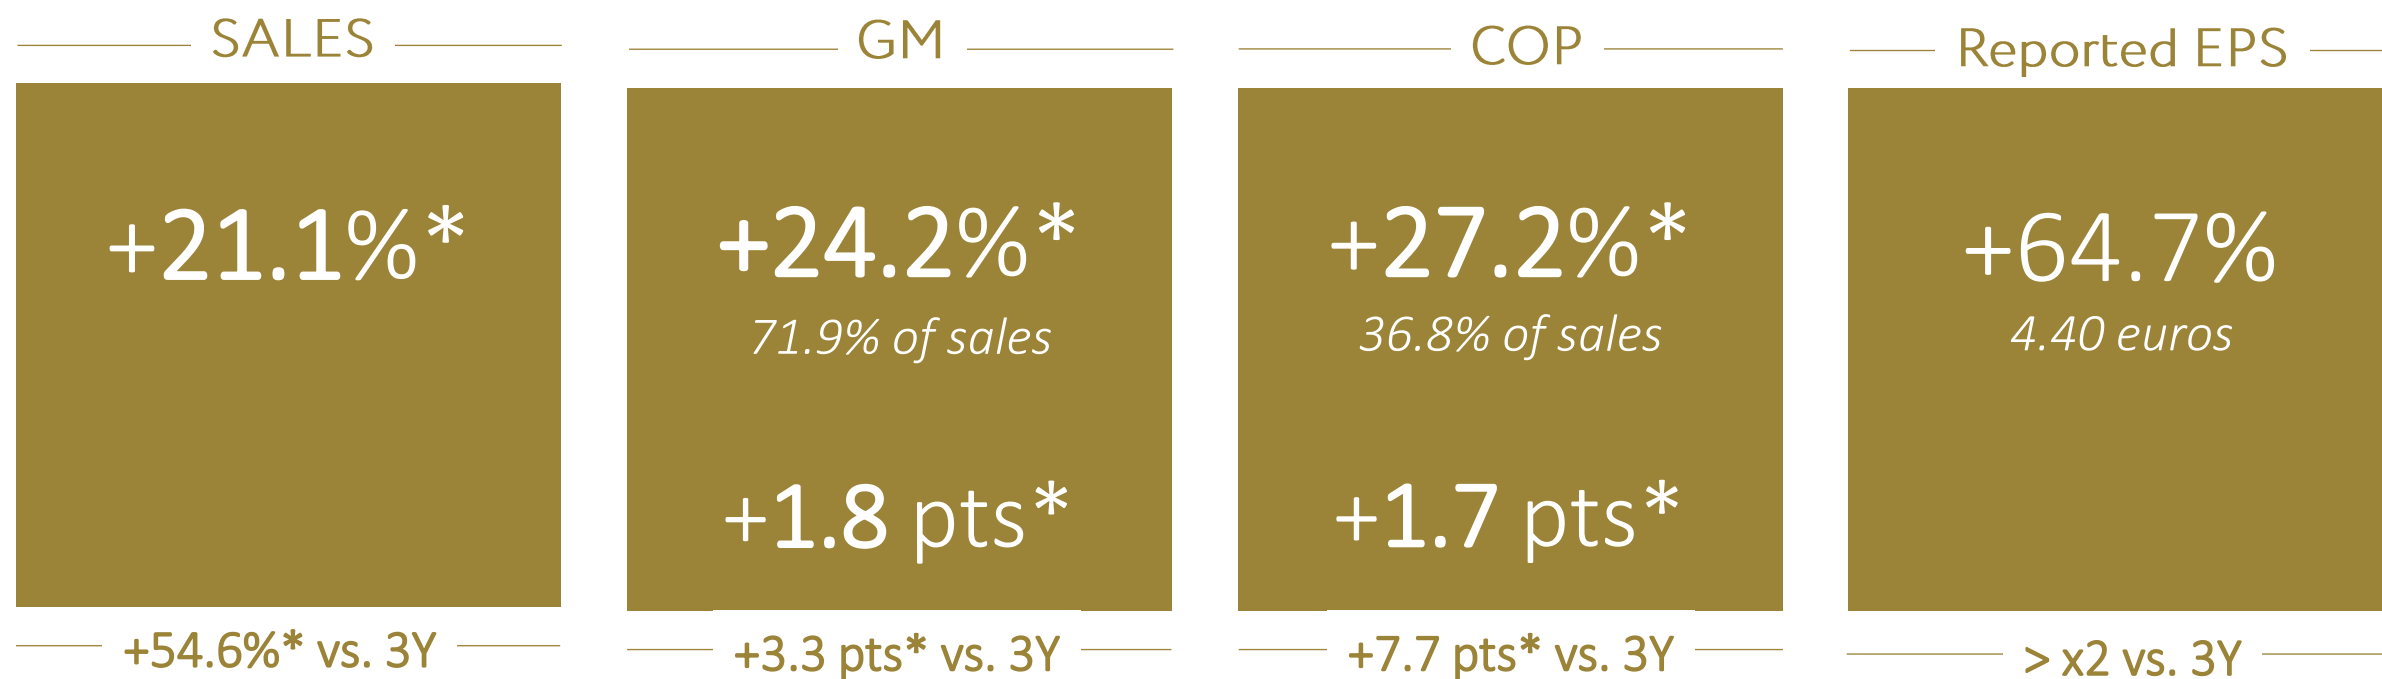 SALES
+21.1%*
+54.6%* vs. 3Y
GM
+24.2%*
71.9% of sales
+1.8 pts*
+3.3 pts* vs. 3Y
COP
+27.2%*
36.8% of sales
+1.7 pts*
+7.7 pts* vs. 3Y
Reported EPS
+64.7%
4.40 euros
> x2 vs. 3Y